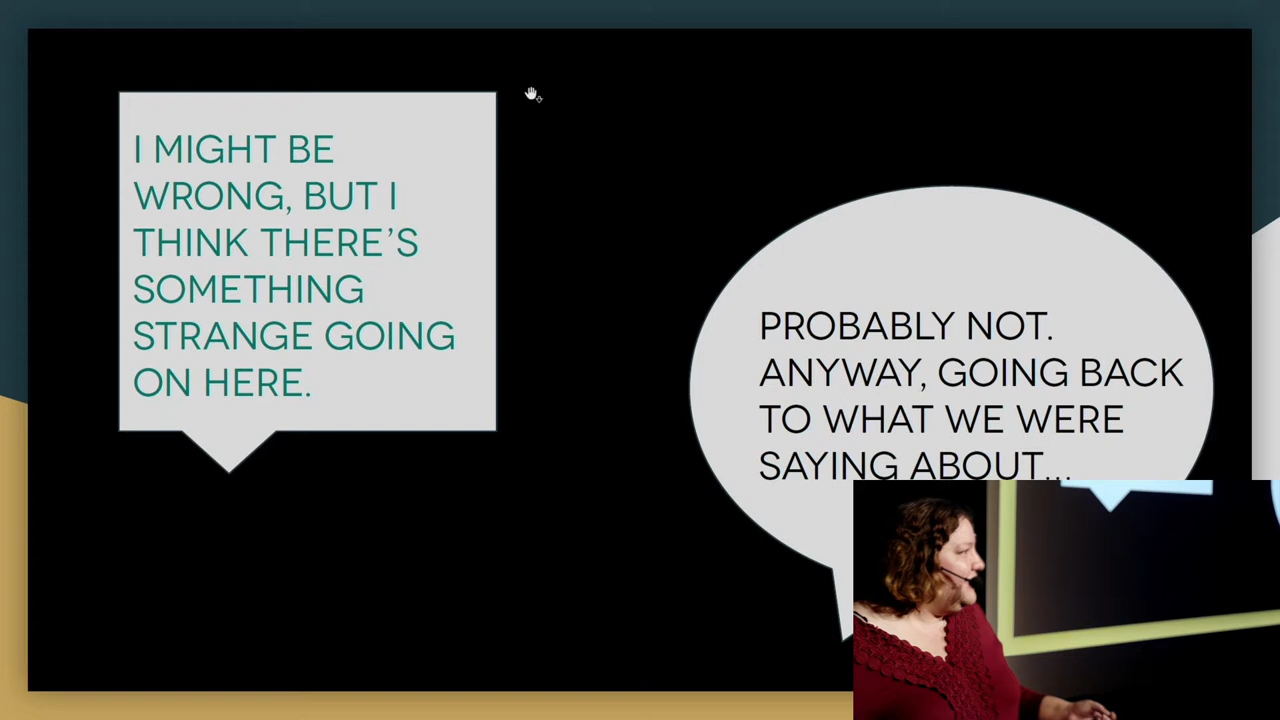 I MIGHT BE
WRONG, BUT I
THINK THERE’S
SOMETHING
STRANGE GOING
ON HERE.
PROBABLY NOT.
ANYWAY, GOING BACK
TO WHAT WE WERE
SAYING ABOUT...